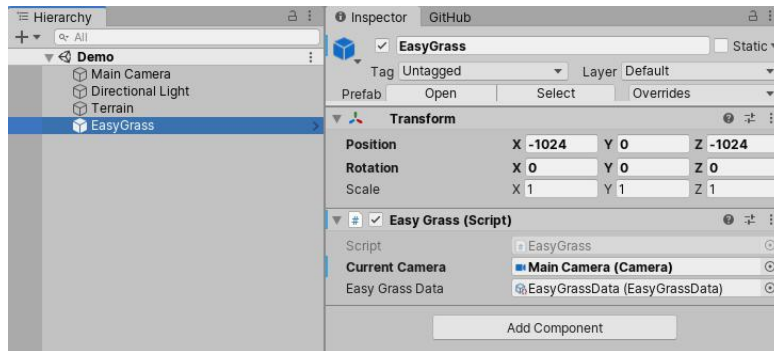 Hierarchy
All
Demo
Main Camera
Directional Light
Terrain
EasyGrass
Inspector GitHub
EasyGrass Static
Tag Untagged Layer Default
Prefab Open Select Overrides
Transform
Position X -1024 Y 0 Z -1024
Rotation X 0 Y 0 Z 0
Scale X 1 Y 1 Z 1
# Easy Grass (Script)
Script EasyGrass
Current Camera Main Camera (Camera)
Easy Grass Data EasyGrassData (EasyGrassData)
Add Component